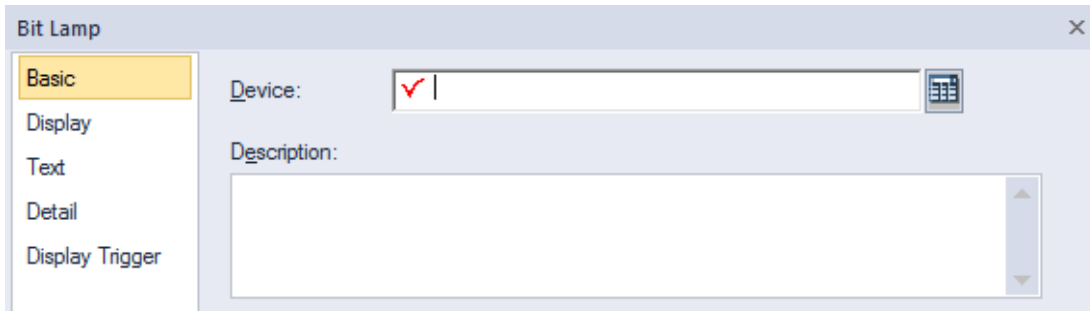 Bit Lamp
Basic
Display
Text
Detail
Display Trigger
Device:
Description: